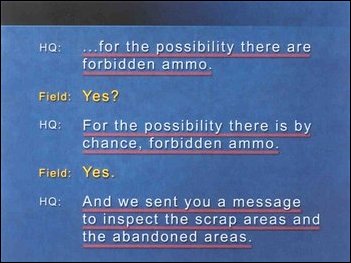 HQ: ...for the possibility there are
forbidden ammo.
Field: Yes?
HQ: For the possibility there is by
chance, forbidden ammo.
Field: Yes.
HQ: And we sent you a message
to inspect the scrap areas and
the abandoned areas.